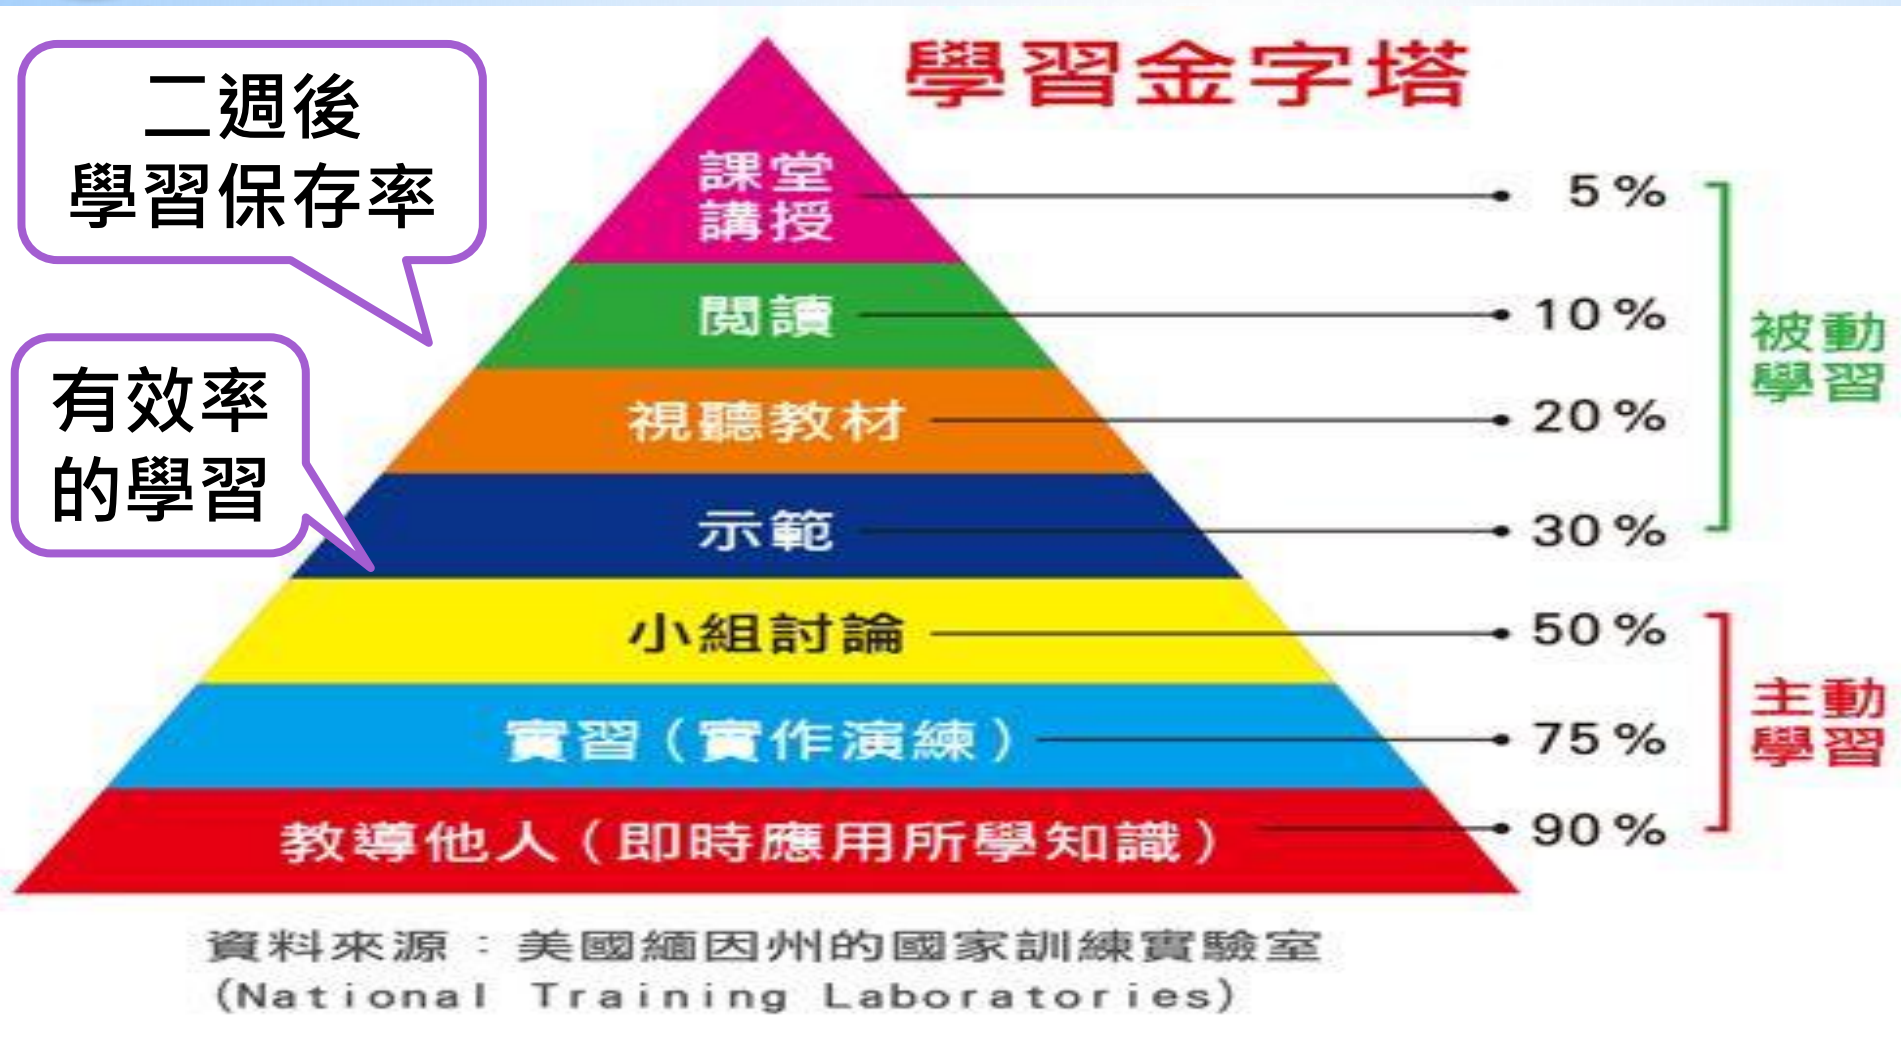 學習金字塔
二週後
學習保存率
有效率
的學習
課堂
講授
5%
閱讀
10%
視聽教材
20%
示範
30%
被動
學習
小組討論
50%
實習(實作演練)
75%
教導他人(即時應用所學知識)
90%
主動
學習
資料來源:美國緬因州的國家訓練實驗室
(National Training Laboratories)